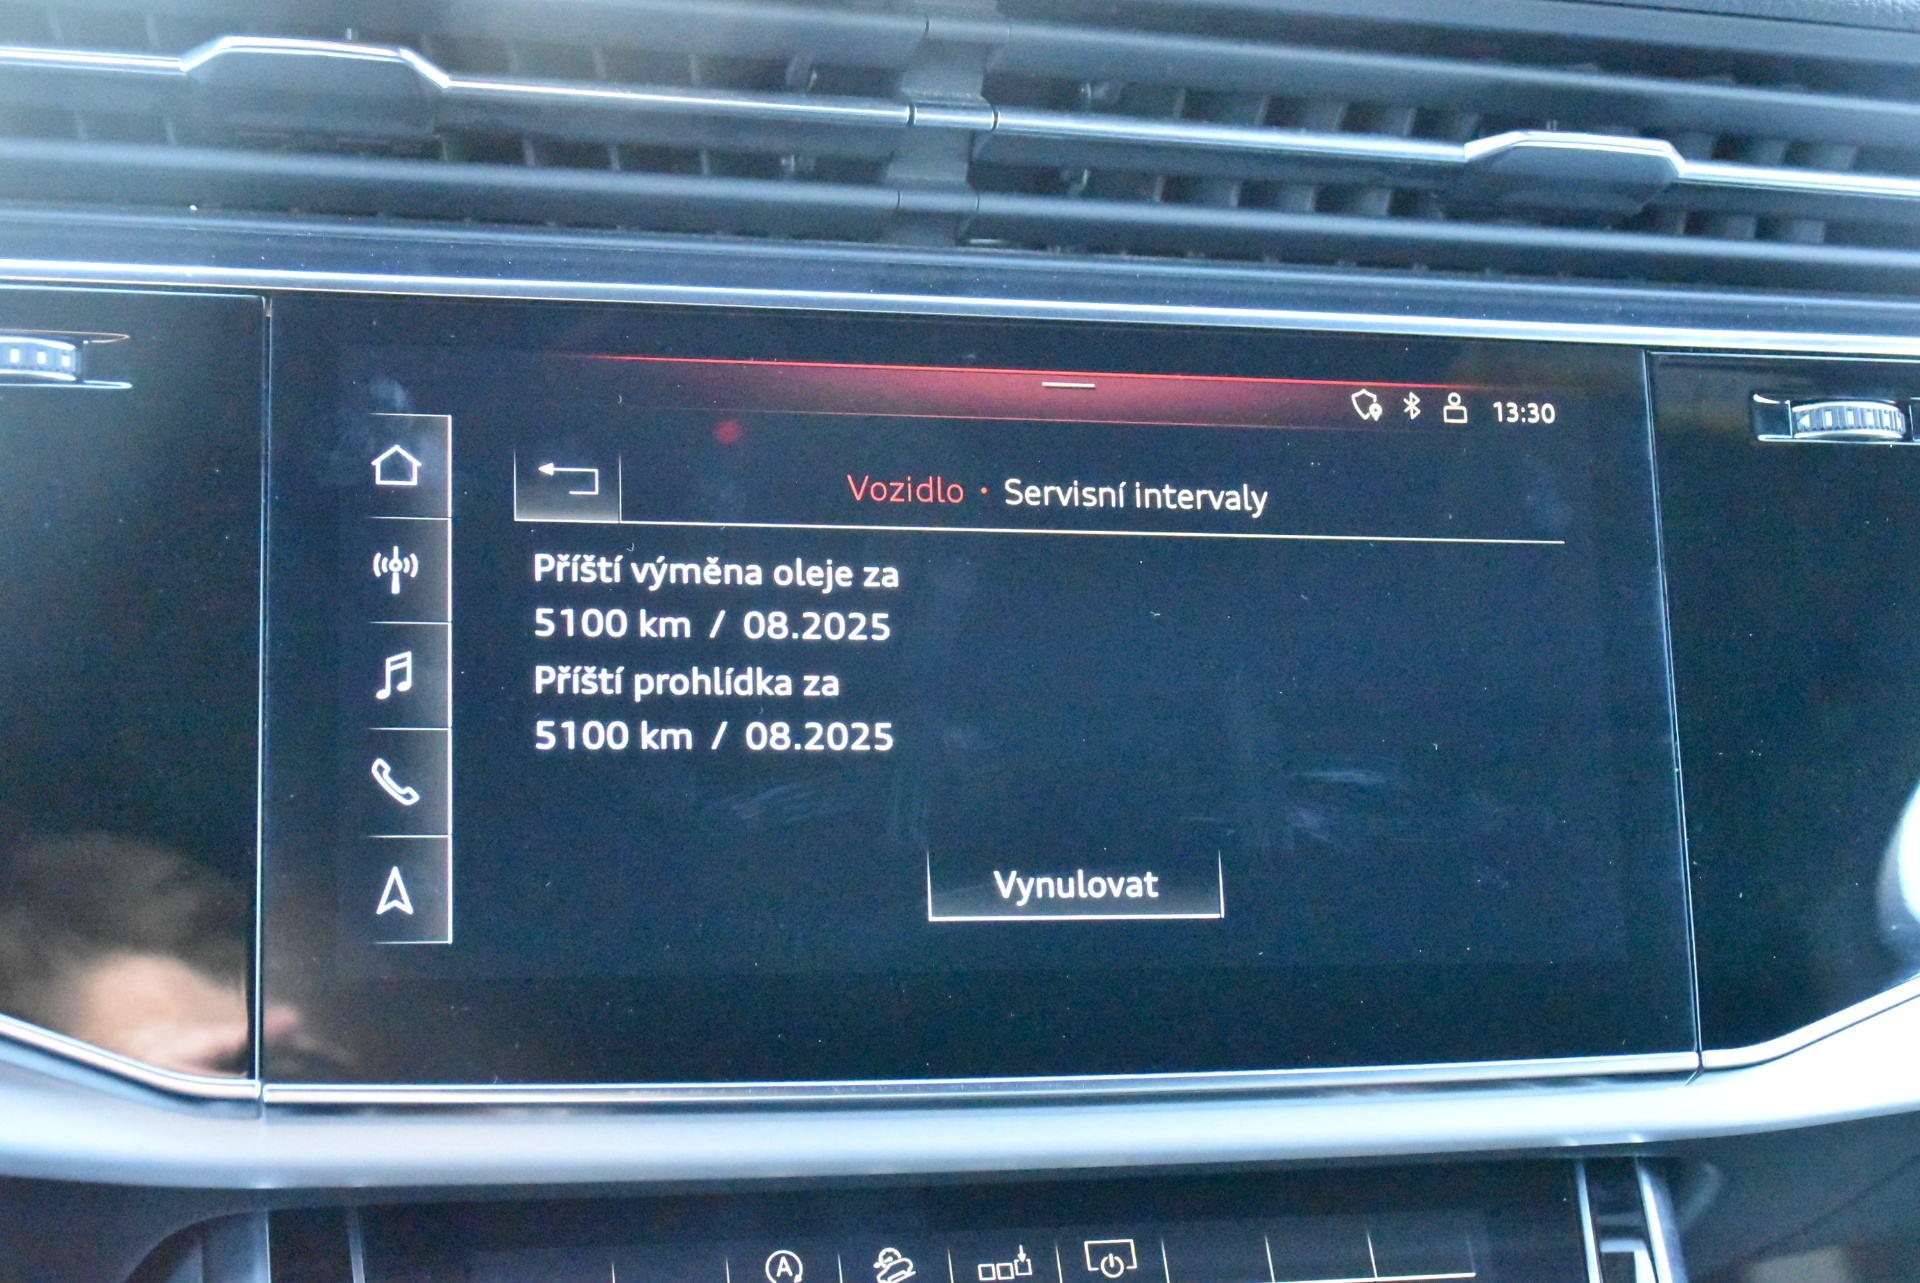 13:30
Vozidlo • Servisní intervaly
Příští výměna oleje za
5100 km / 08.2025
Příští prohlídka za
5100 km / 08.2025
Vynulovat
A